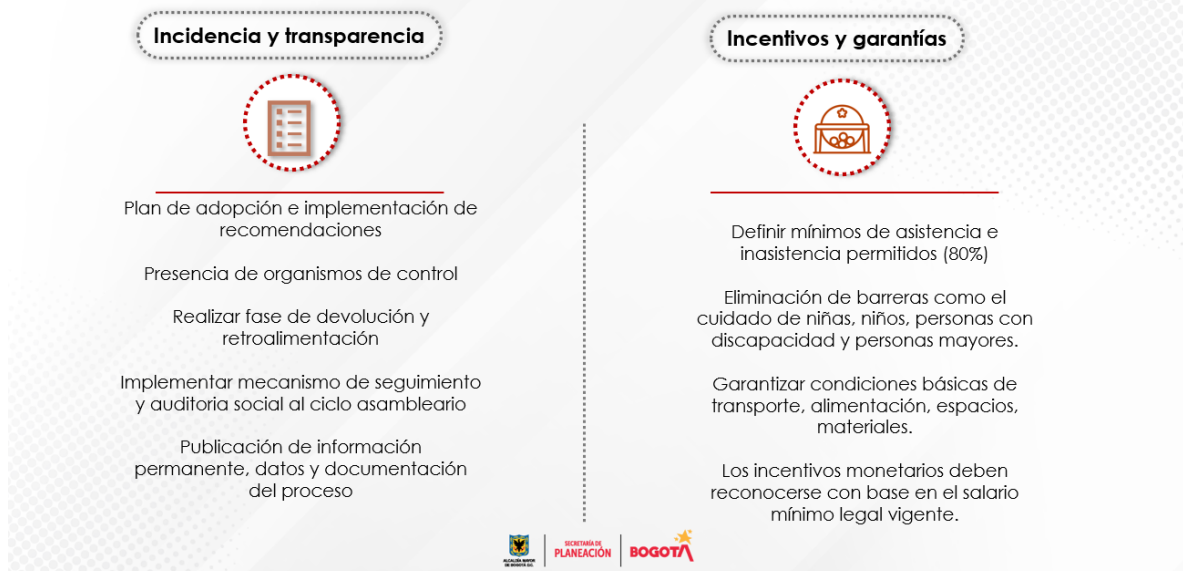 Incidencia y transparencia
Plan de adopción e implementación de
recomendaciones
Presencia de organismos de control
Realizar fase de devolución y
retroalimentación
Implementar mecanismo de seguimiento
y auditoria social al ciclo asambleario
Publicación de información
permanente, datos y documentación
del proceso
Incentivos y garantías
Definir mínimos de asistencia e
inasistencia permitidos (80%)
Eliminación de barreras como el
cuidado de niñas, niños, personas con
discapacidad y personas mayores.
Garantizar condiciones básicas de
transporte, alimentación, espacios,
materiales.
Los incentivos monetarios deben
reconocerse con base en el salario
mínimo legal vigente.
ALCALDÍA MAYOR
DE BOGOTÁ D.C.
SECRETARÍA DE
PLANEACIÓN
BOGOTÁ